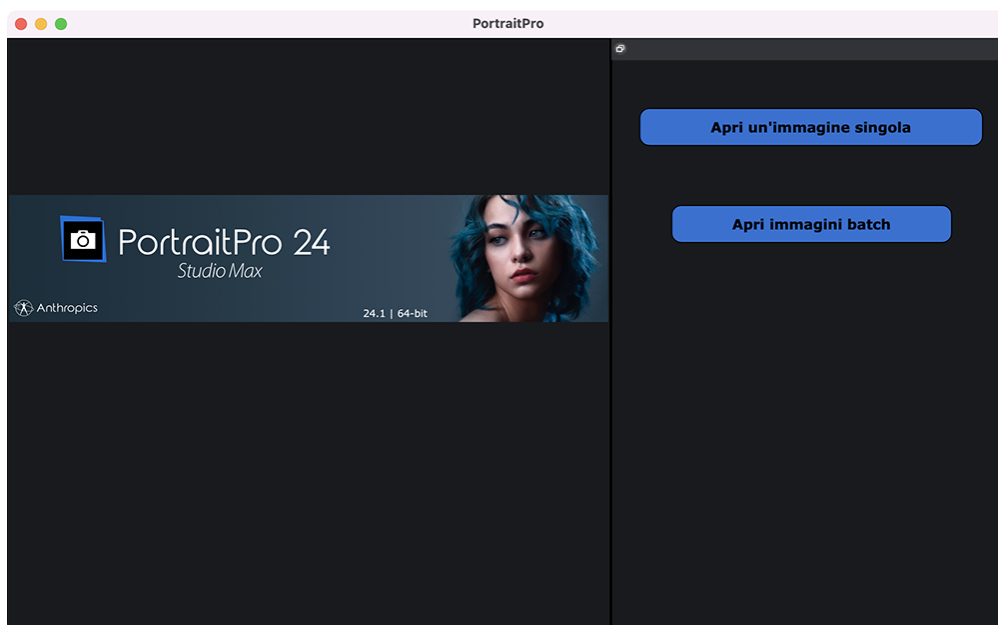 PortraitPro
Apri un'immagine singola
Apri immagini batch
PortraitPro 24
Studio Max
Anthropics
24.1 | 64-bit